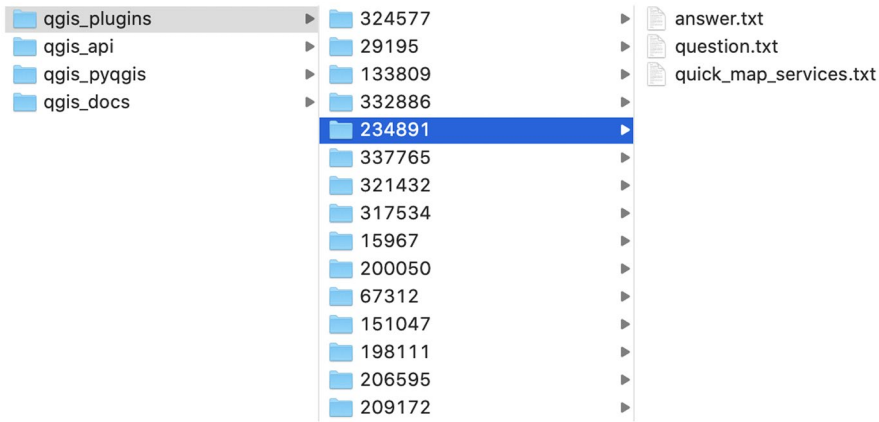 qgis_plugins
qgis_api
qgis_pyqgis
qgis_docs
324577
29195
133809
332886
234891
337765
321432
317534
15967
200050
67312
151047
198111
206595
209172
answer.txt
question.txt
quick_map_services.txt